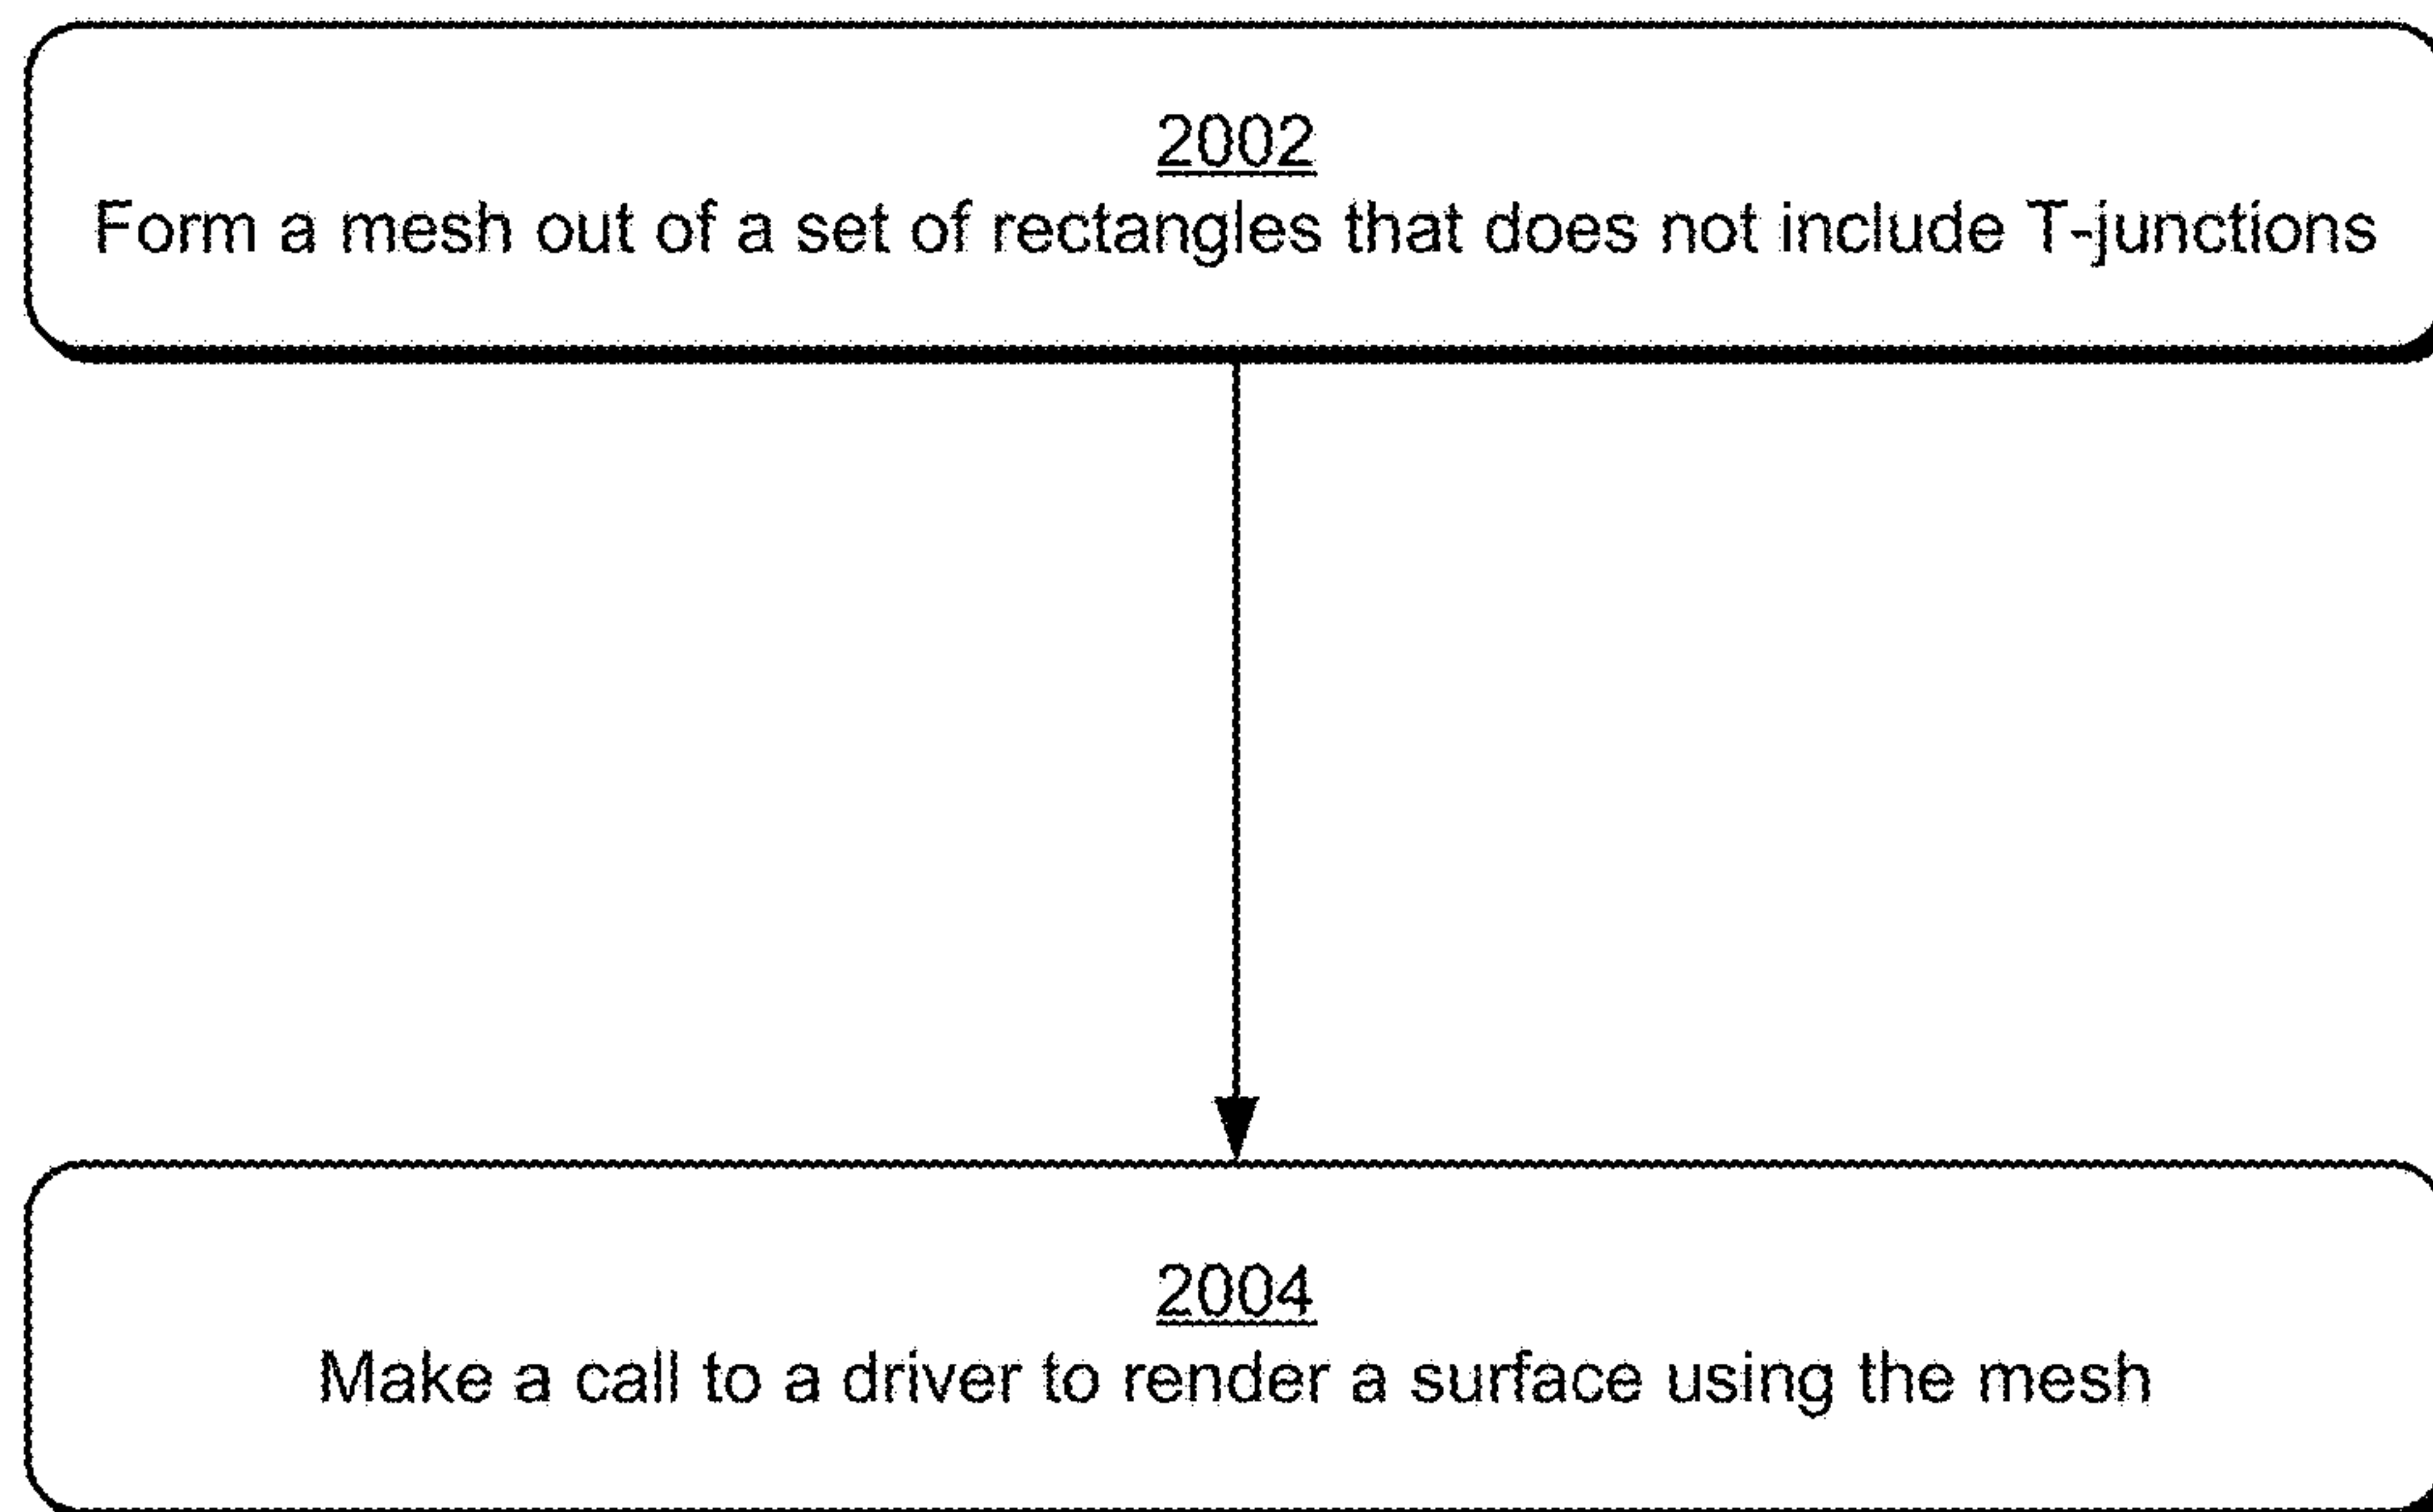 2002
Form a mesh out of a set of rectangles that does not include T-junctions
2004
Make a call to a driver to render a surface using the mesh